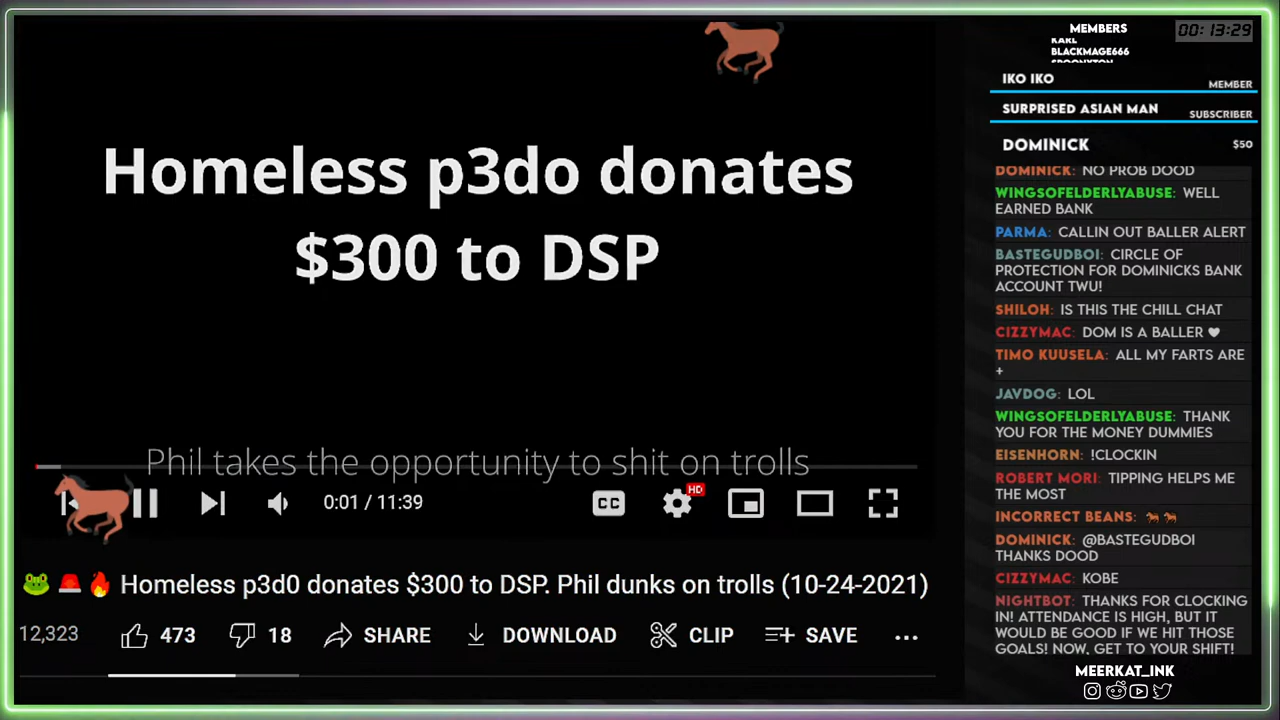 Homeless p3do donates
$300 to DSP
Phil takes the opportunity to shit on trolls
0:01 / 11:39
CC
HD
Homeless p3d0 donates $300 to DSP. Phil dunks on trolls (10-24-2021)
12,323
473
18
SHARE
DOWNLOAD
CLIP
SAVE
MEMBERS
00:13:29
KARL
BLACKMAGE666
SPOONYTON
IKO IKO
MEMBER
SURPRISED ASIAN MAN
SUBSCRIBER
DOMINICK
$50
DOMINICK: NO PROB DOOD
WINGSOFELDERLYABUSE: WELL
EARNED BANK
PARMA: CALLIN OUT BALLER ALERT
BASTEGUDBOI: CIRCLE OF
PROTECTION FOR DOMINICKS BANK
ACCOUNT TWU!
SHILOH: IS THIS THE CHILL CHAT
CIZZYMAC: DOM IS A BALLER ♥
TIMO KUUSELA: ALL MY FARTS ARE
+
JAVDOG: LOL
WINGSOFELDERLYABUSE: THANK
YOU FOR THE MONEY DUMMIES
EISENHORN: !CLOCKIN
ROBERT MORI: TIPPING HELPS ME
THE MOST
INCORRECT BEANS:
DOMINICK: @BASTEGUDBOI
THANKS DOOD
CIZZYMAC: KOBE
NIGHTBOT: THANKS FOR CLOCKING
IN! ATTENDANCE IS HIGH, BUT IT
WOULD BE GOOD IF WE HIT THOSE
GOALS! NOW, GET TO YOUR SHIFT!
MEERKAT_INK